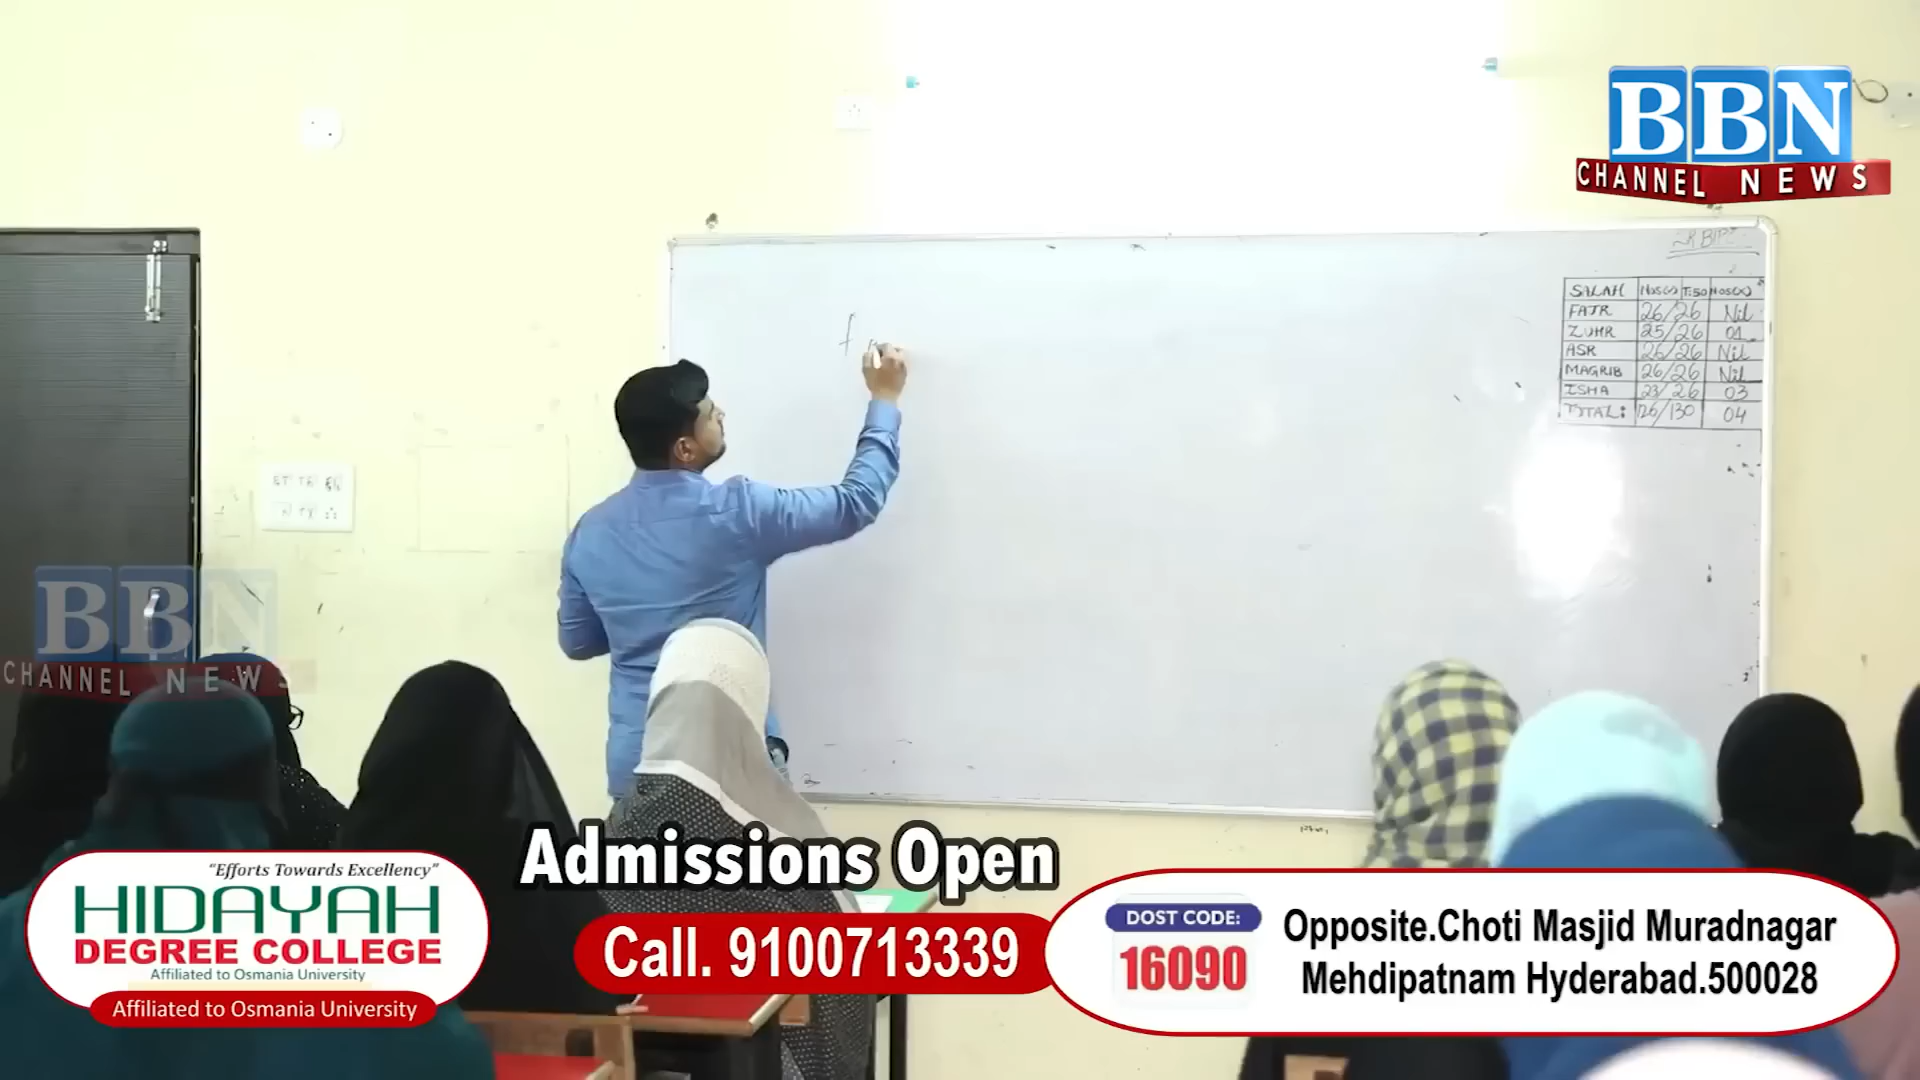 BBN
CHANNEL NEWS
SALAH Nos(✓) T:50 Nos(x)
FAJR 26/26 Nil
ZUHR 25/26 01
ASR 26/26 Nil
MAGRIB 26/26 Nil
ISHA 23/26 03
TOTAL: 126/130 04
f
BBN
CHANNEL NEWS
Admissions Open
"Efforts Towards Excellency"
HIDAYAH
DEGREE COLLEGE
Affiliated to Osmania University
Affiliated to Osmania University
Call. 9100713339
DOST CODE:
16090
Opposite.Choti Masjid Muradnagar
Mehdipatnam Hyderabad.500028